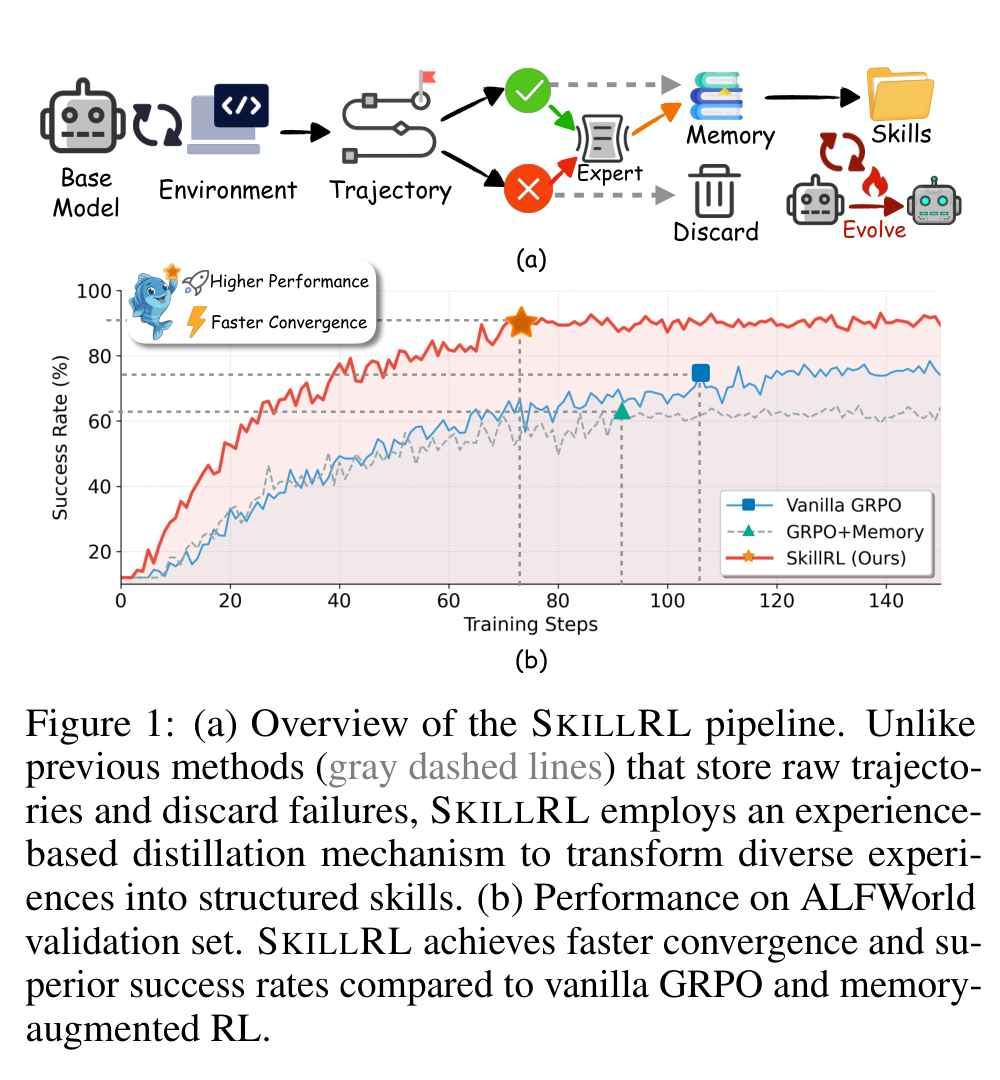 </>
Base
Model
Environment
Trajectory
Expert
Memory
Discard
Skills
Evolve
(a)
Higher Performance
Faster Convergence
Success Rate (%)
100
80
60
40
20
0 20 40 60 80 100 120 140
Training Steps
Vanilla GRPO
GRPO+Memory
SkillRL (Ours)
(b)
Figure 1: (a) Overview of the SKILLRL pipeline. Unlike
previous methods (gray dashed lines) that store raw trajecto-
ries and discard failures, SKILLRL employs an experience-
based distillation mechanism to transform diverse experi-
ences into structured skills. (b) Performance on ALFWorld
validation set. SKILLRL achieves faster convergence and su-
perior success rates compared to vanilla GRPO and memory-
augmented RL.